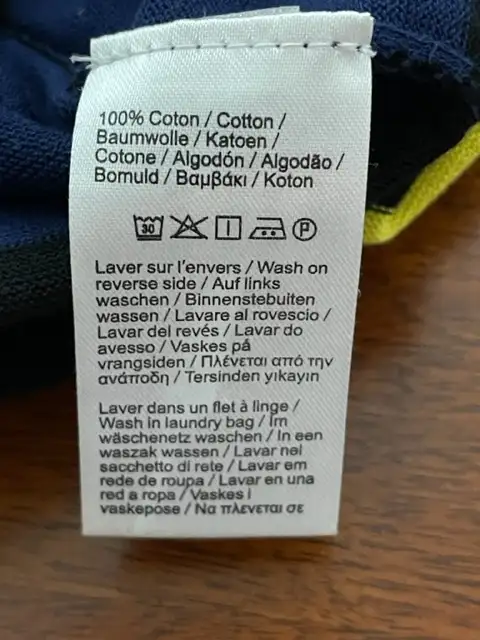 100% Coton / Cotton /
Baumwolle / Katoen /
Cotone / Algodón / Algodão /
Bomuld / Βαμβάκι / Koton
30 P
Laver sur l'envers / Wash on
reverse side / Auf links
waschen / Binnenstebuiten
wassen / Lavare al rovescio /
Lavar del revés / Lavar do
avesso / Vaskes på
vrangsiden / Πλένεται από την
ανάποδη / Tersinden yıkayın
Laver dans un filet à linge /
Wash in laundry bag / Im
wäschenetz waschen / In een
waszak wassen / Lavar nei
sacchetto di rete / Lavar em
rede de roupa / Lavar en una
red a ropa / Vaskes i
vaskepose / Να πλένεται σε